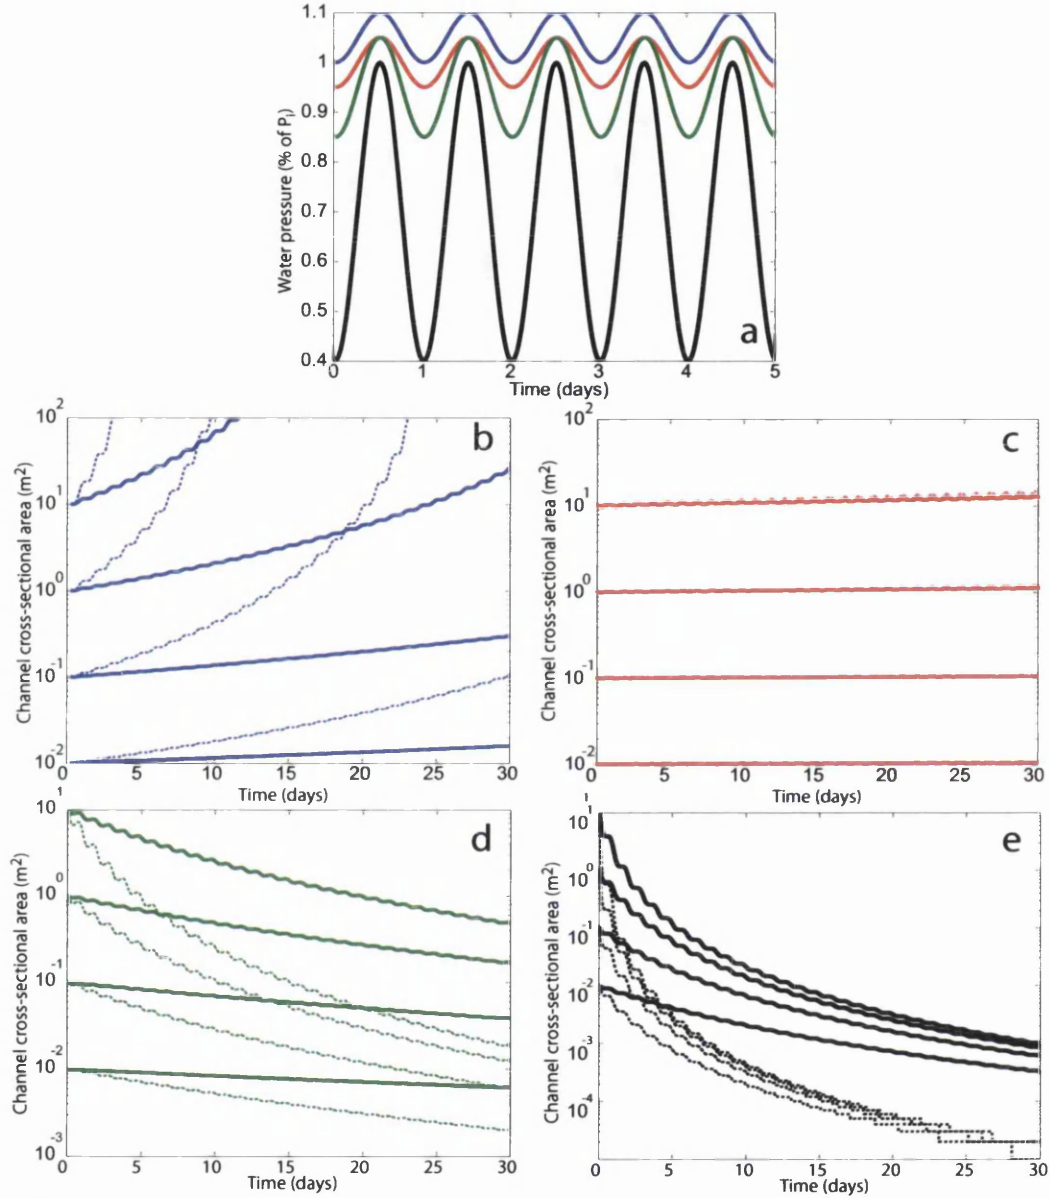 1.1
1
0.9
0.8
0.7
0.6
0.5
0.4
Water pressure (% of Pi)
a
0 1 2 3 4 5
Time (days)
10^2
10^1
10^0
10^-1
10^-2
Channel cross-sectional area (m2)
b
0 5 10 15 20 25 30
Time (days)
10^2
10^1
10^0
10^-1
10^-2
Channel cross-sectional area (m2)
c
0 5 10 15 20 25 30
Time (days)
10^1
10^0
10^-1
10^-2
10^-3
Channel cross-sectional area (m2)
d
0 5 10 15 20 25 30
Time (days)
10^1
10^0
10^-1
10^-2
10^-3
10^-4
Channel cross-sectional area (m2)
e
0 5 10 15 20 25 30
Time (days)